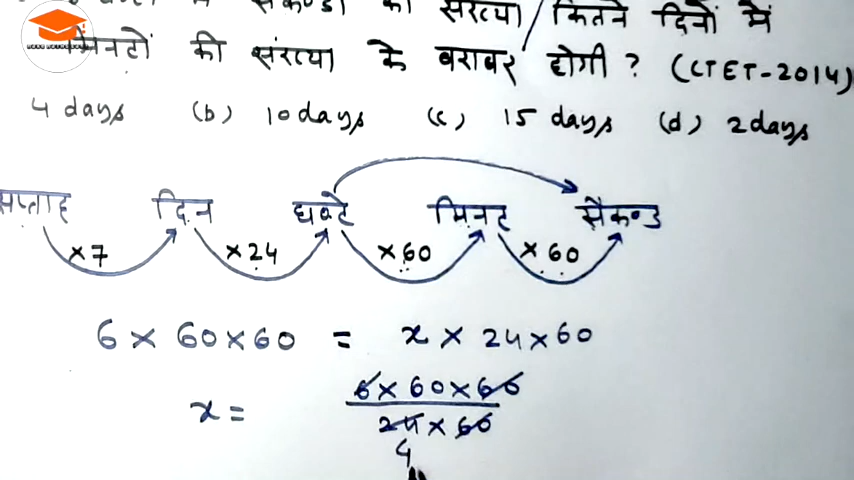 में सैकण्डों की संख्या / कितने दिनों में
मिनटों की संख्या के बराबर होगी ? (CTET-2014)
4 days (b) 10 days (c) 15 days (d) 2 days
सप्ताह दिन घण्टे मिनट सैकण्ड
×7 ×24 ×60 ×60
6 × 60 × 60 = x × 24 × 60
x = 6 × 60 × 60
24 × 60
4